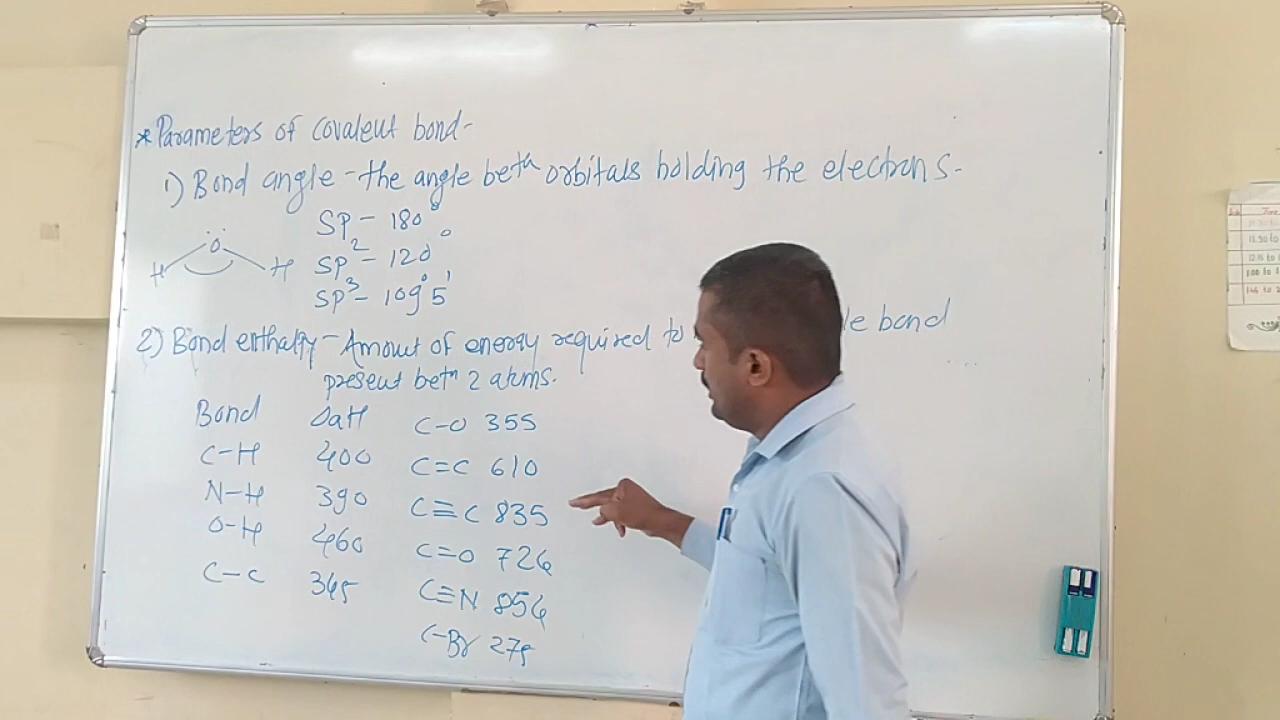 * Parameters of covalent bond-
1) Bond angle - the angle betn orbitals holding the electrons.
O
H H
SP - 180°
SP² - 120°
SP³ - 109°5'
2) Bond enthalpy - Amount of energy required to le bond
present betn 2 atoms.
Bond ΔaH
C-H 400
N-H 390
O-H 460
C-C 345
C-O 355
C=C 610
C≡C 835
C=O 724
C≡N 854
C-Br 275